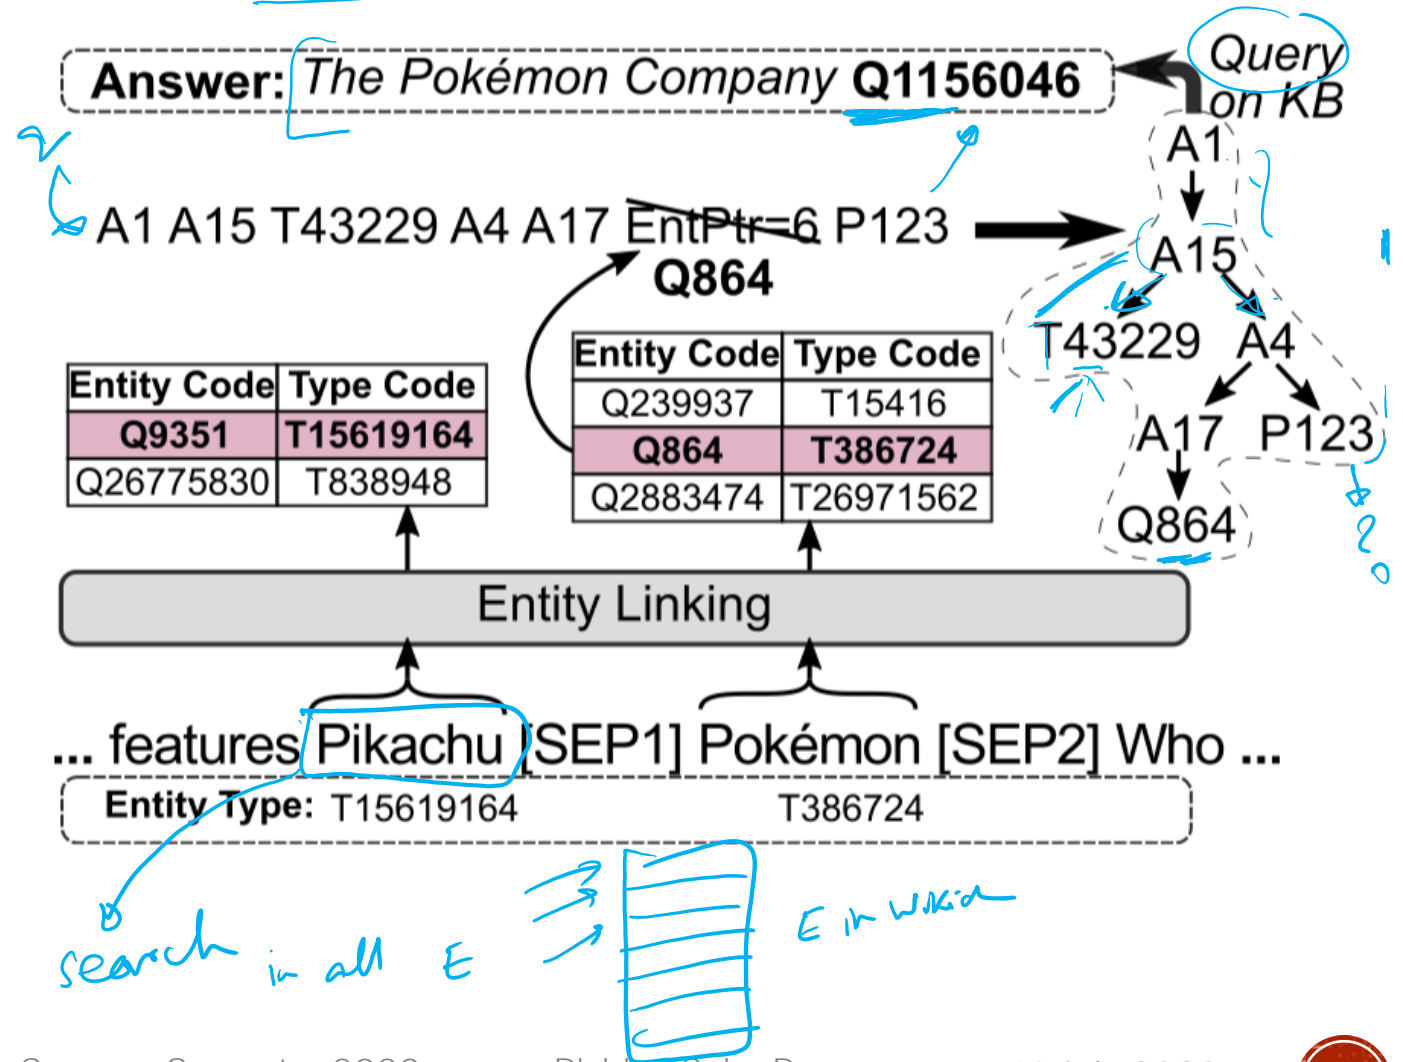 Answer: The Pokémon Company Q1156046
Query
on KB
A1
A1 A15 T43229 A4 A17 EntPtr=6 P123
Q864
A15
T43229 A4
A17 P123
Q864
?
Entity Code Type Code
Q9351 T15619164
Q26775830 T838948
Entity Code Type Code
Q239937 T15416
Q864 T386724
Q2883474 T26971562
Entity Linking
... features Pikachu [SEP1] Pokémon [SEP2] Who ...
Entity Type: T15619164 T386724
search in all E
E in wikid